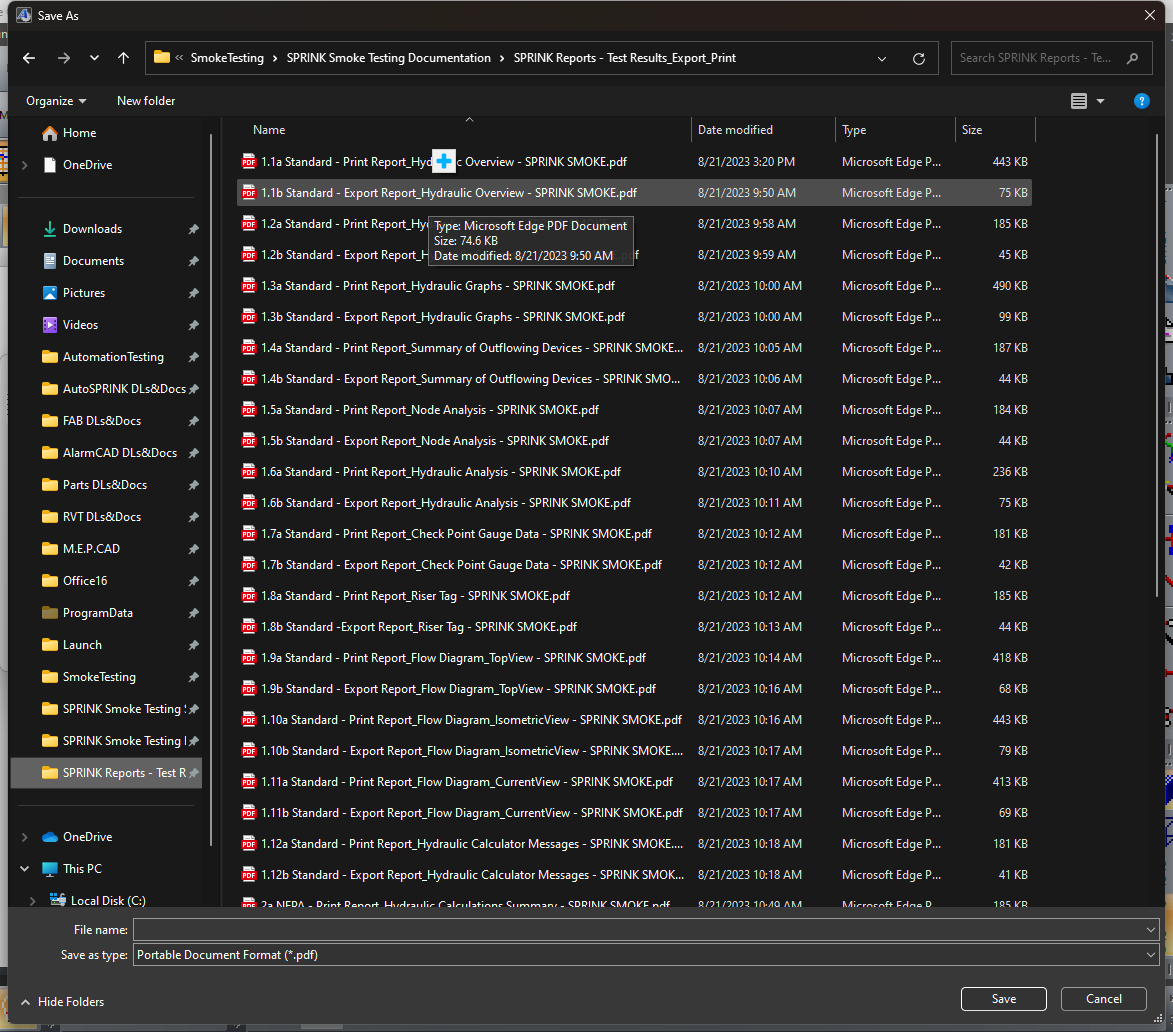 Save As
« SmokeTesting › SPRINK Smoke Testing Documentation › SPRINK Reports - Test Results_Export_Print
Search SPRINK Reports - Te...
Organize
New folder
?
Home
OneDrive
Downloads
Documents
Pictures
Videos
AutomationTesting
AutoSPRINK DLs&Docs
FAB DLs&Docs
AlarmCAD DLs&Docs
Parts DLs&Docs
RVT DLs&Docs
M.E.P.CAD
Office16
ProgramData
Launch
SmokeTesting
SPRINK Smoke Testing
SPRINK Smoke Testing
SPRINK Reports - Test R
OneDrive
This PC
Local Disk (C:)
Name Date modified Type Size
PDF 1.1a Standard - Print Report_Hyd c Overview - SPRINK SMOKE.pdf 8/21/2023 3:20 PM Microsoft Edge P... 443 KB
PDF 1.1b Standard - Export Report_Hydraulic Overview - SPRINK SMOKE.pdf 8/21/2023 9:50 AM Microsoft Edge P... 75 KB
PDF 1.2a Standard - Print Report_Hy 8/21/2023 9:58 AM Microsoft Edge P... 185 KB
Type: Microsoft Edge PDF Document
Size: 74.6 KB
Date modified: 8/21/2023 9:50 AM
PDF 1.2b Standard - Export Report_H df 8/21/2023 9:59 AM Microsoft Edge P... 45 KB
PDF 1.3a Standard - Print Report_Hydraulic Graphs - SPRINK SMOKE.pdf 8/21/2023 10:00 AM Microsoft Edge P... 490 KB
PDF 1.3b Standard - Export Report_Hydraulic Graphs - SPRINK SMOKE.pdf 8/21/2023 10:00 AM Microsoft Edge P... 99 KB
PDF 1.4a Standard - Print Report_Summary of Outflowing Devices - SPRINK SMOKE... 8/21/2023 10:05 AM Microsoft Edge P... 187 KB
PDF 1.4b Standard - Export Report_Summary of Outflowing Devices - SPRINK SMO... 8/21/2023 10:06 AM Microsoft Edge P... 44 KB
PDF 1.5a Standard - Print Report_Node Analysis - SPRINK SMOKE.pdf 8/21/2023 10:07 AM Microsoft Edge P... 184 KB
PDF 1.5b Standard - Export Report_Node Analysis - SPRINK SMOKE.pdf 8/21/2023 10:07 AM Microsoft Edge P... 44 KB
PDF 1.6a Standard - Print Report_Hydraulic Analysis - SPRINK SMOKE.pdf 8/21/2023 10:10 AM Microsoft Edge P... 236 KB
PDF 1.6b Standard - Export Report_Hydraulic Analysis - SPRINK SMOKE.pdf 8/21/2023 10:11 AM Microsoft Edge P... 75 KB
PDF 1.7a Standard - Print Report_Check Point Gauge Data - SPRINK SMOKE.pdf 8/21/2023 10:12 AM Microsoft Edge P... 181 KB
PDF 1.7b Standard - Export Report_Check Point Gauge Data - SPRINK SMOKE.pdf 8/21/2023 10:12 AM Microsoft Edge P... 42 KB
PDF 1.8a Standard - Print Report_Riser Tag - SPRINK SMOKE.pdf 8/21/2023 10:12 AM Microsoft Edge P... 185 KB
PDF 1.8b Standard -Export Report_Riser Tag - SPRINK SMOKE.pdf 8/21/2023 10:13 AM Microsoft Edge P... 44 KB
PDF 1.9a Standard - Print Report_Flow Diagram_TopView - SPRINK SMOKE.pdf 8/21/2023 10:14 AM Microsoft Edge P... 418 KB
PDF 1.9b Standard - Export Report_Flow Diagram_TopView - SPRINK SMOKE.pdf 8/21/2023 10:16 AM Microsoft Edge P... 68 KB
PDF 1.10a Standard - Print Report_Flow Diagram_IsometricView - SPRINK SMOKE.pdf 8/21/2023 10:16 AM Microsoft Edge P... 443 KB
PDF 1.10b Standard - Export Report_Flow Diagram_IsometricView - SPRINK SMOKE.... 8/21/2023 10:17 AM Microsoft Edge P... 79 KB
PDF 1.11a Standard - Print Report_Flow Diagram_CurrentView - SPRINK SMOKE.pdf 8/21/2023 10:17 AM Microsoft Edge P... 413 KB
PDF 1.11b Standard - Export Report_Flow Diagram_CurrentView - SPRINK SMOKE.pdf 8/21/2023 10:17 AM Microsoft Edge P... 69 KB
PDF 1.12a Standard - Print Report_Hydraulic Calculator Messages - SPRINK SMOKE.... 8/21/2023 10:18 AM Microsoft Edge P... 181 KB
PDF 1.12b Standard - Export Report_Hydraulic Calculator Messages - SPRINK SMOK... 8/21/2023 10:18 AM Microsoft Edge P... 41 KB
2a NFPA - Print Report_Hydraulic Calculations Summary - SPRINK SMOKE.pdf 8/21/2023 10:49 AM Microsoft Edge P... 185 KB
File name:
Save as type: Portable Document Format (*.pdf)
Hide Folders
Save
Cancel